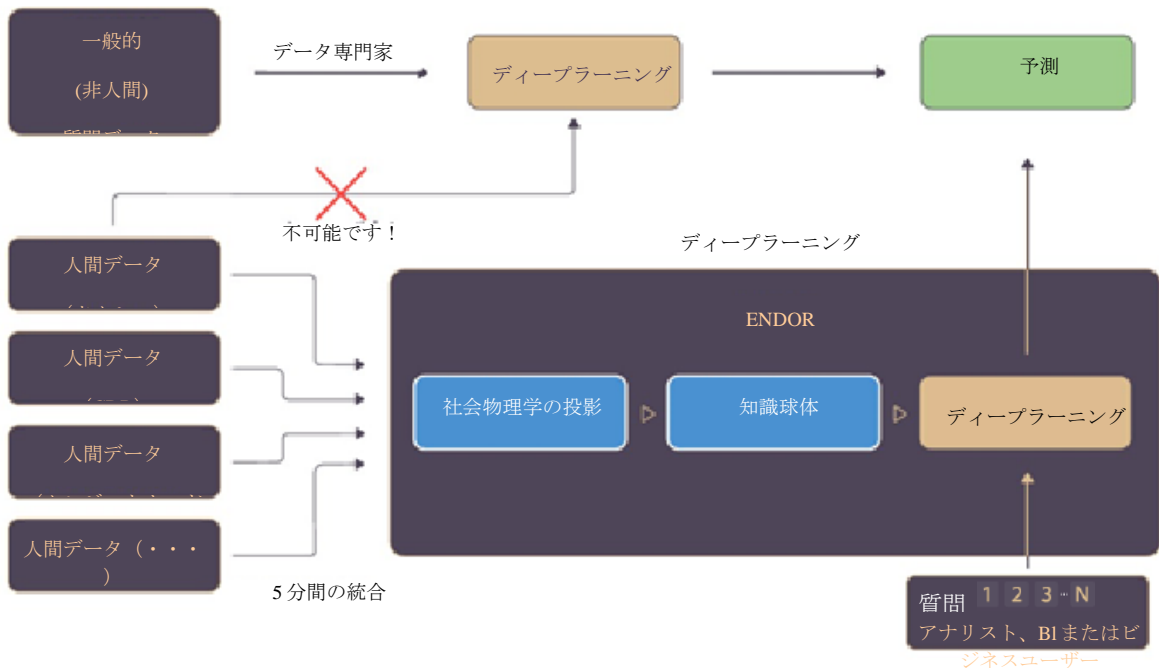 一般的
データ専門家
ディープラーニング
予測
(非人間)
不可能です！
人間データ
ディープラーニング
ENDOR
人間データ
社会物理学の投影
知識球体
ディープラーニング
人間データ
人間データ（・・・
）
5 分間の統合
質問 1 2 3 ·· N
アナリスト、Bl またはビ
ジネスユーザー